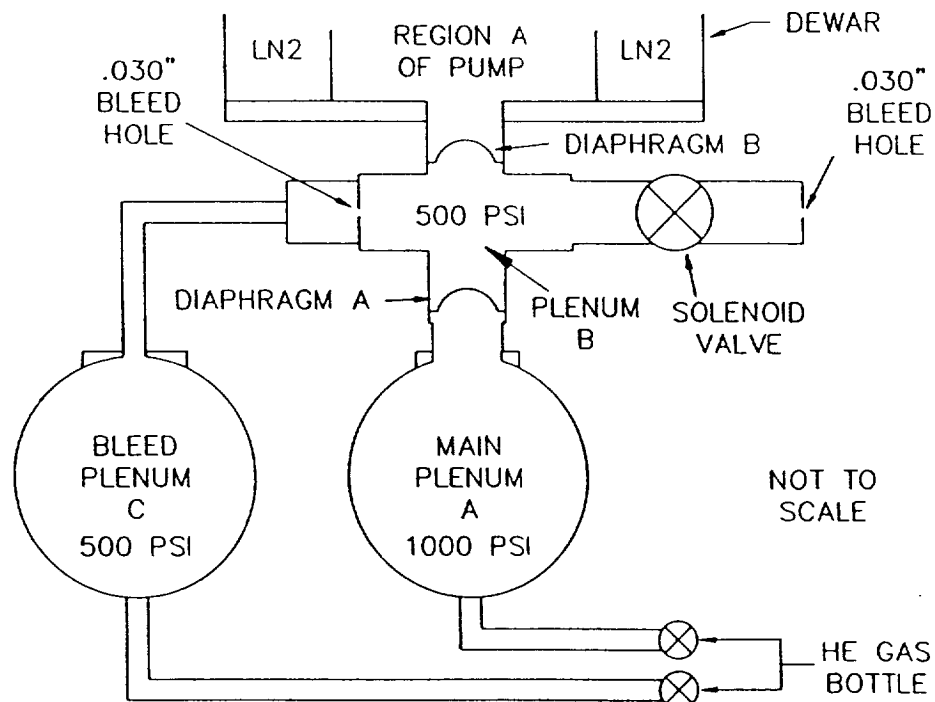 LN2
REGION A
OF PUMP
LN2
DEWAR
.030"
BLEED
HOLE
.030"
BLEED
HOLE
DIAPHRAGM B
500 PSI
DIAPHRAGM A
PLENUM
B
SOLENOID
VALVE
BLEED
PLENUM
C
500 PSI
MAIN
PLENUM
A
1000 PSI
NOT TO
SCALE
HE GAS
BOTTLE